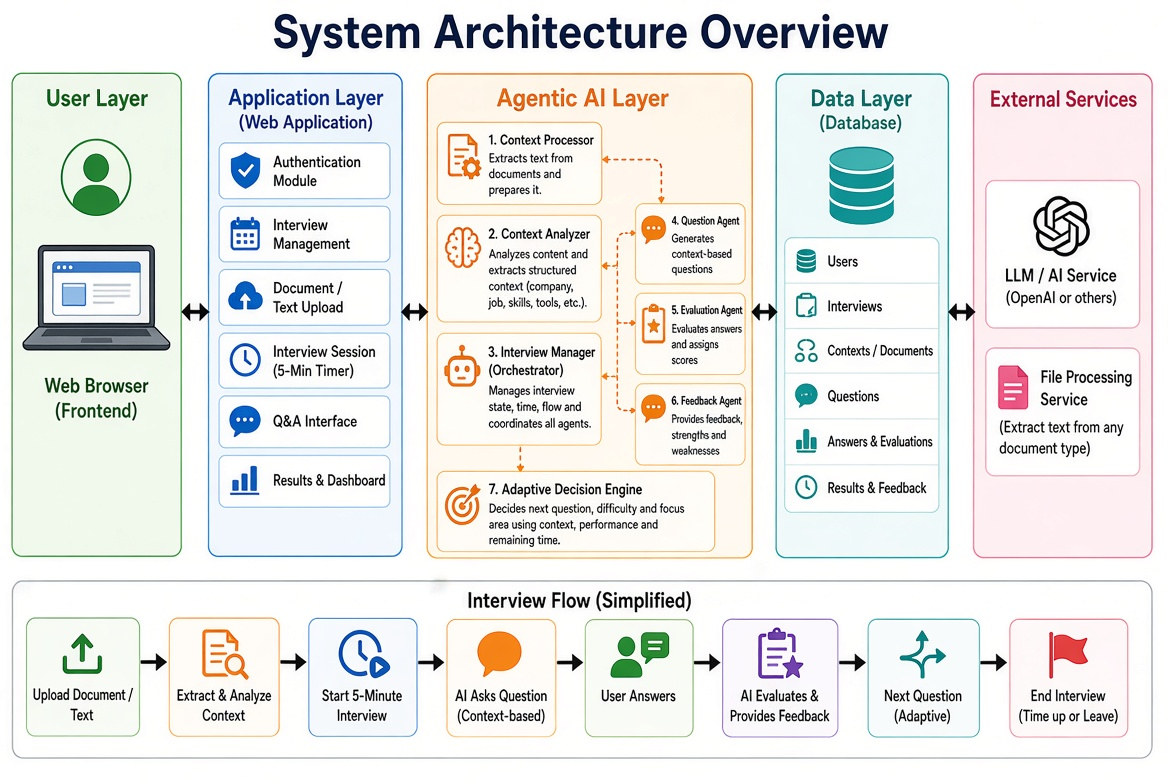 System Architecture Overview
User Layer
Web Browser
(Frontend)
Application Layer
(Web Application)
Authentication
Module
Interview
Management
Document /
Text Upload
Interview Session
(5-Min Timer)
Q&A Interface
Results & Dashboard
Agentic AI Layer
1. Context Processor
Extracts text from
documents and
prepares it.
2. Context Analyzer
Analyzes content and
extracts structured
context (company,
job, skills, tools, etc.).
3. Interview Manager
(Orchestrator)
Manages interview
state, time, flow and
coordinates all agents.
4. Question Agent
Generates
context-based
questions
5. Evaluation Agent
Evaluates answers
and assigns
scores
6. Feedback Agent
Provides feedback,
strengths and
weaknesses
7. Adaptive Decision Engine
Decides next question, difficulty and focus
area using context, performance and
remaining time.
Data Layer
(Database)
Users
Interviews
Contexts / Documents
Questions
Answers & Evaluations
Results & Feedback
External Services
LLM / AI Service
(OpenAI or others)
File Processing
Service
(Extract text from any
document type)
Interview Flow (Simplified)
Upload Document /
Text
Extract & Analyze
Context
Start 5-Minute
Interview
AI Asks Question
(Context-based)
User Answers
AI Evaluates &
Provides Feedback
Next Question
(Adaptive)
End Interview
(Time up or Leave)